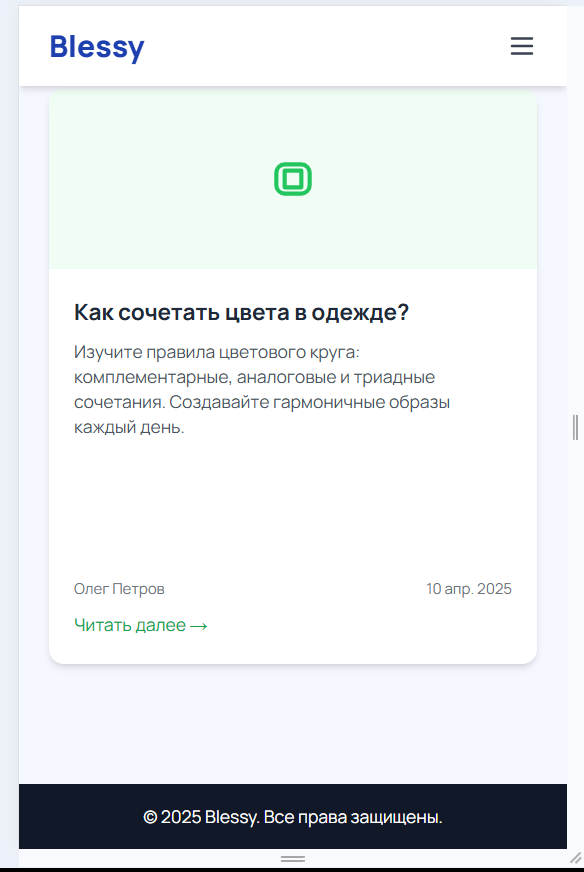 Blessy
Как сочетать цвета в одежде?
Изучите правила цветового круга:
комплементарные, аналоговые и триадные
сочетания. Создавайте гармоничные образы
каждый день.
Олег Петров 10 апр. 2025
Читать далее →
© 2025 Blessy. Все права защищены.